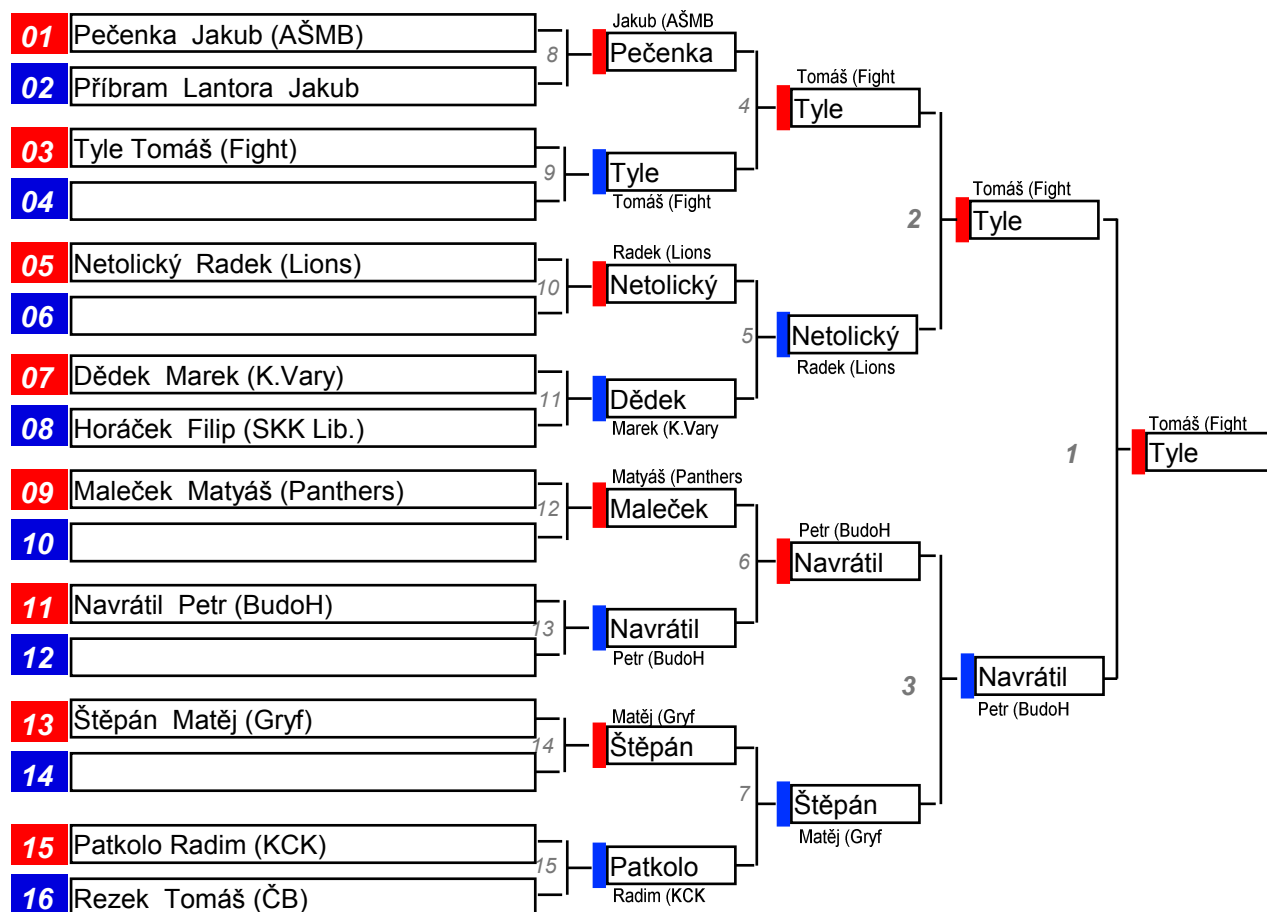 01 Pečenka  Jakub (AŠMB)
02 Příbram  Lantora  Jakub
03 Tyle Tomáš (Fight)
04
05 Netolický  Radek (Lions)
06
07 Dědek  Marek (K.Vary)
08 Horáček  Filip (SKK Lib.)
09 Maleček  Matyáš (Panthers)
10
11 Navrátil  Petr (BudoH)
12
13 Štěpán  Matěj (Gryf)
14
15 Patkolo Radim (KCK)
16 Rezek  Tomáš (ČB)
8
9
10
11
12
13
14
15
Jakub (AŠMB
Pečenka
Tyle
Tomáš (Fight
Radek (Lions
Netolický
Dědek
Marek (K.Vary
Matyáš (Panthers
Maleček
Navrátil
Petr (BudoH
Matěj (Gryf
Štěpán
Patkolo
Radim (KCK
4
5
6
7
Tomáš (Fight
Tyle
Netolický
Radek (Lions
Petr (BudoH
Navrátil
Štěpán
Matěj (Gryf
2
3
Tomáš (Fight
Tyle
Navrátil
Petr (BudoH
1
Tomáš (Fight
Tyle